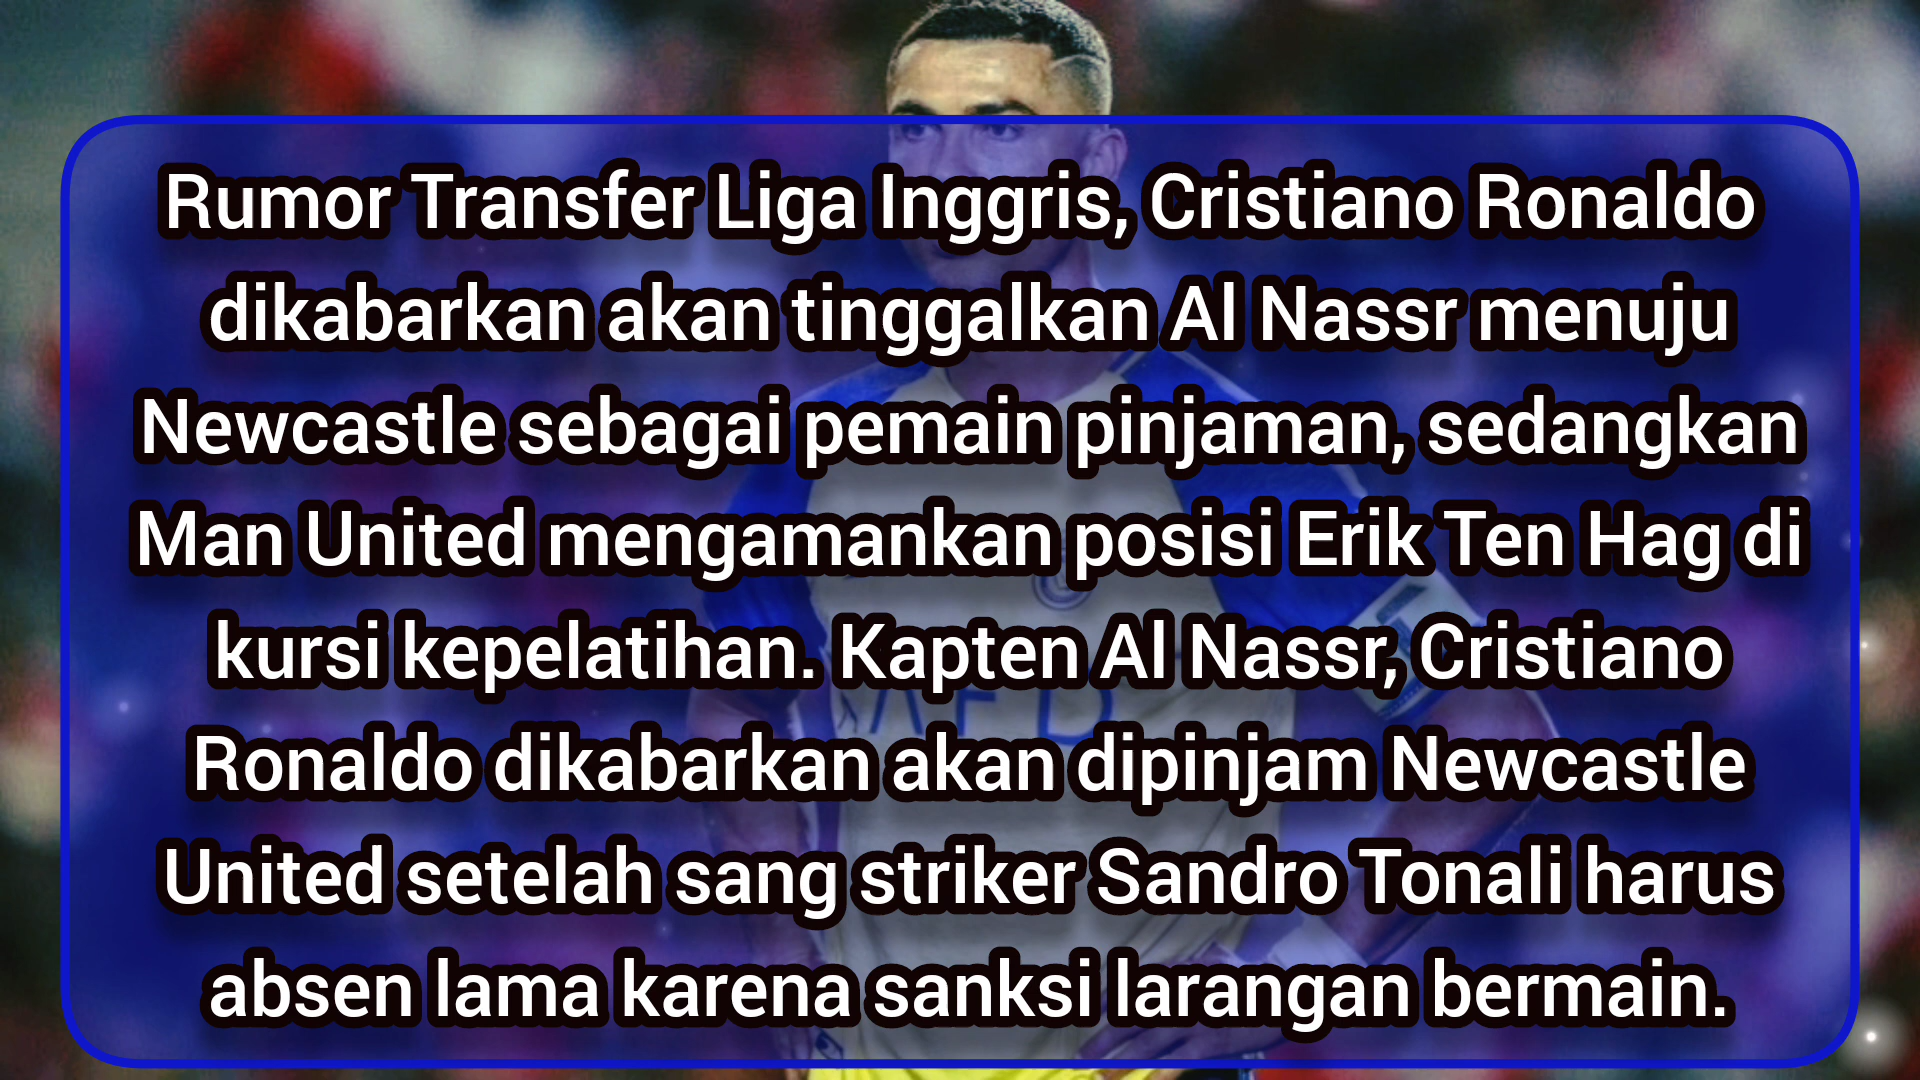 Rumor Transfer Liga Inggris, Cristiano Ronaldo
dikabarkan akan tinggalkan Al Nassr menuju
Newcastle sebagai pemain pinjaman, sedangkan
Man United mengamankan posisi Erik Ten Hag di
kursi kepelatihan. Kapten Al Nassr, Cristiano
Ronaldo dikabarkan akan dipinjam Newcastle
United setelah sang striker Sandro Tonali harus
absen lama karena sanksi larangan bermain.